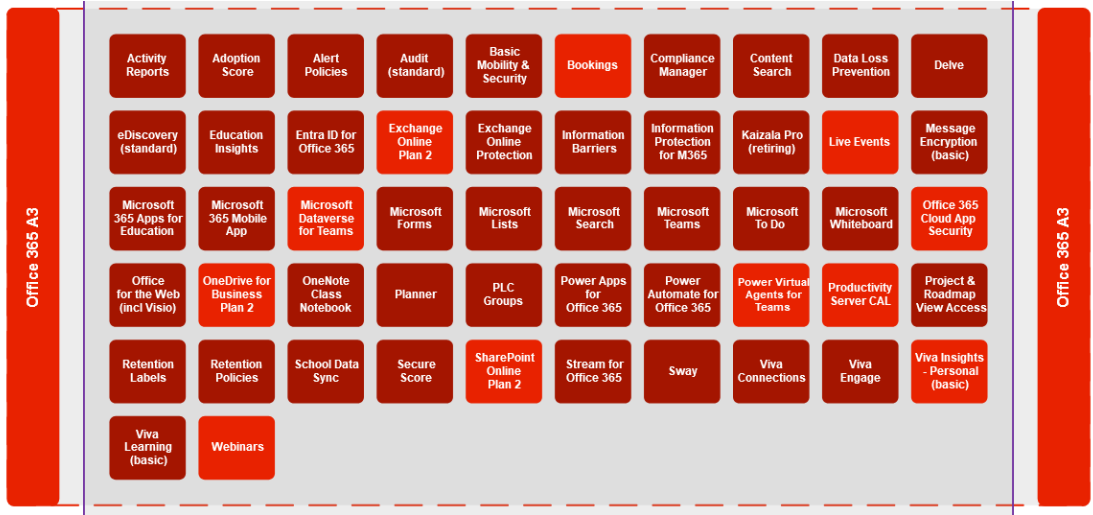 Office 365 A3
Activity
Reports
Adoption
Score
Alert
Policies
Audit
(standard)
Basic
Mobility &
Security
Bookings
Compliance
Manager
Content
Search
Data Loss
Prevention
Delve
eDiscovery
(standard)
Education
Insights
Entra ID for
Office 365
Exchange
Online
Plan 2
Exchange
Online
Protection
Information
Barriers
Information
Protection
for M365
Kaizala Pro
(retiring)
Live Events
Message
Encryption
(basic)
Microsoft
365 Apps for
Education
Microsoft
365 Mobile
App
Microsoft
Dataverse
for Teams
Microsoft
Forms
Microsoft
Lists
Microsoft
Search
Microsoft
Teams
Microsoft
To Do
Microsoft
Whiteboard
Office 365
Cloud App
Security
Office
for the Web
(incl Visio)
OneDrive for
Business
Plan 2
OneNote
Class
Notebook
Planner
PLC
Groups
Power Apps
for
Office 365
Power
Automate for
Office 365
Power Virtual
Agents for
Teams
Productivity
Server CAL
Project &
Roadmap
View Access
Retention
Labels
Retention
Policies
School Data
Sync
Secure
Score
SharePoint
Online
Plan 2
Stream for
Office 365
Sway
Viva
Connections
Viva
Engage
Viva Insights
- Personal
(basic)
Viva
Learning
(basic)
Webinars
Office 365 A3